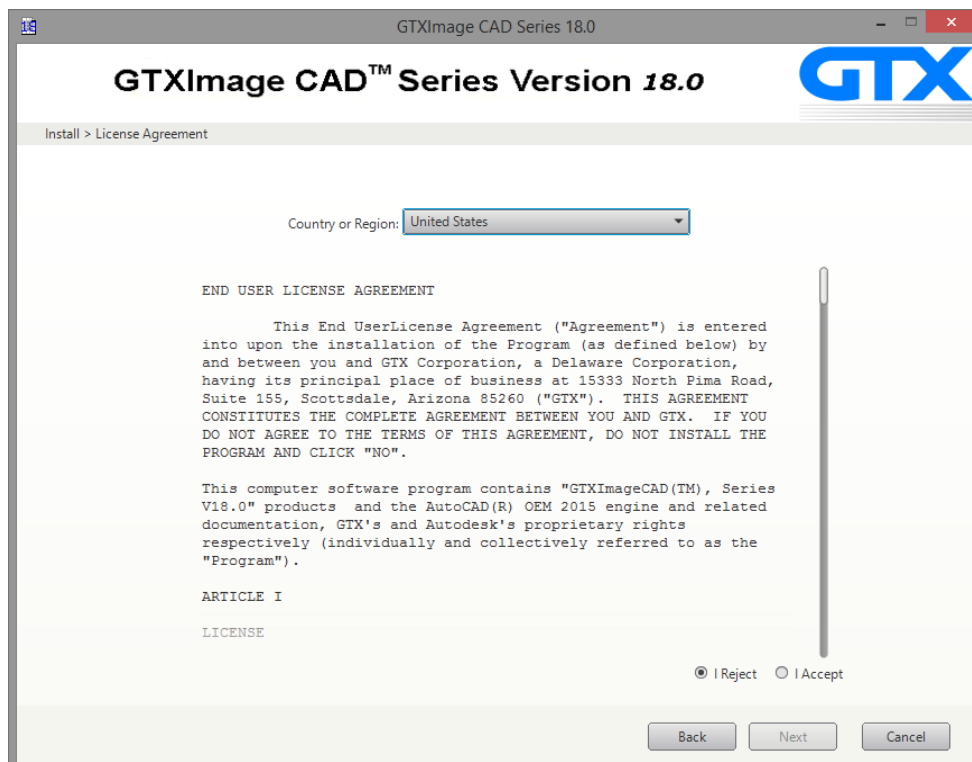 18
GTXImage CAD Series 18.0
GTXImage CAD™ Series Version 18.0
GTX
Install > License Agreement
Country or Region: United States
END USER LICENSE AGREEMENT
This End UserLicense Agreement ("Agreement") is entered
into upon the installation of the Program (as defined below) by
and between you and GTX Corporation, a Delaware Corporation,
having its principal place of business at 15333 North Pima Road,
Suite 155, Scottsdale, Arizona 85260 ("GTX"). THIS AGREEMENT
CONSTITUTES THE COMPLETE AGREEMENT BETWEEN YOU AND GTX. IF YOU
DO NOT AGREE TO THE TERMS OF THIS AGREEMENT, DO NOT INSTALL THE
PROGRAM AND CLICK "NO".
This computer software program contains "GTXImageCAD(TM), Series
V18.0" products and the AutoCAD(R) OEM 2015 engine and related
documentation, GTX's and Autodesk's proprietary rights
respectively (individually and collectively referred to as the
"Program").
ARTICLE I
LICENSE
I Reject I Accept
Back Next Cancel